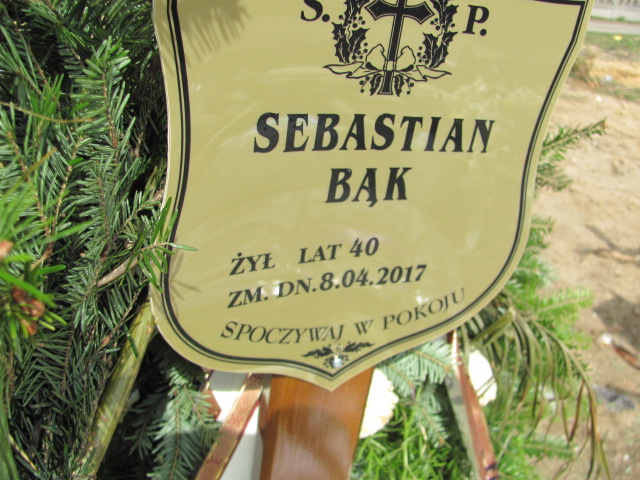 S. P.
SEBASTIAN
BĄK
ŻYŁ LAT 40
ZM. DN.8.04.2017
SPOCZYWAJ W POKOJU